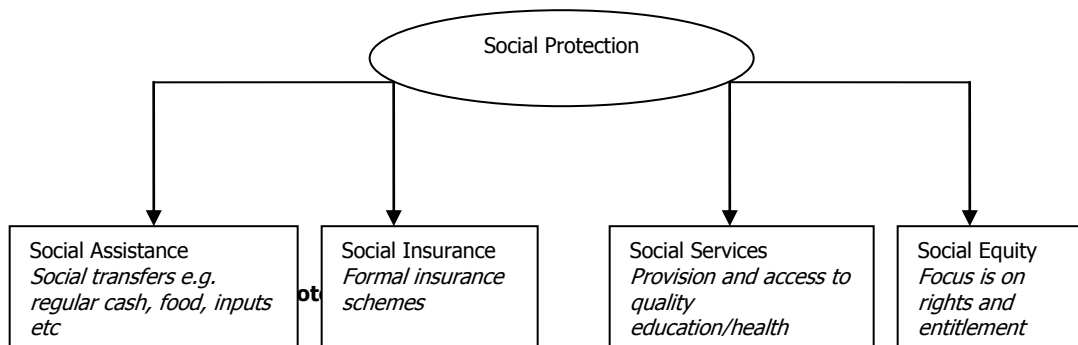 Social Protection
Social Assistance
Social transfers e.g.
regular cash, food, inputs
etc
Social Insurance
Formal insurance
schemes
Social Services
Provision and access to
quality
education/health
Social Equity
Focus is on
rights and
entitlement